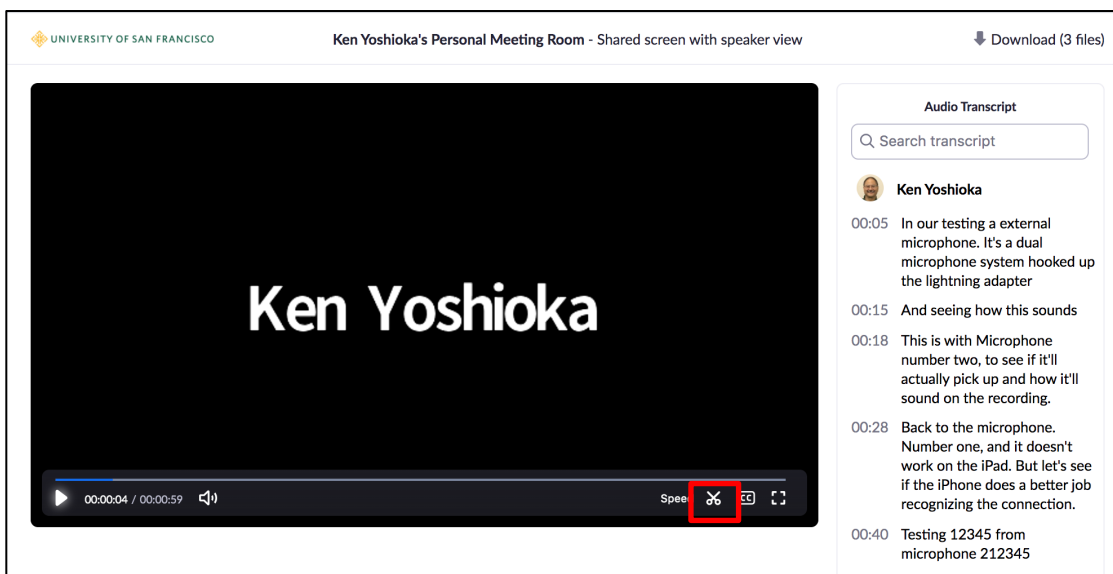 UNIVERSITY OF SAN FRANCISCO
Ken Yoshioka's Personal Meeting Room - Shared screen with speaker view
Download (3 files)
Ken Yoshioka
00:00:04 / 00:00:59
CC
Audio Transcript
Search transcript
Ken Yoshioka
00:05 In our testing a external
microphone. It's a dual
microphone system hooked up
the lightning adapter
00:15 And seeing how this sounds
00:18 This is with Microphone
number two, to see if it'll
actually pick up and how it'll
sound on the recording.
00:28 Back to the microphone.
Number one, and it doesn't
work on the iPad. But let's see
if the iPhone does a better job
recognizing the connection.
00:40 Testing 12345 from
microphone 212345